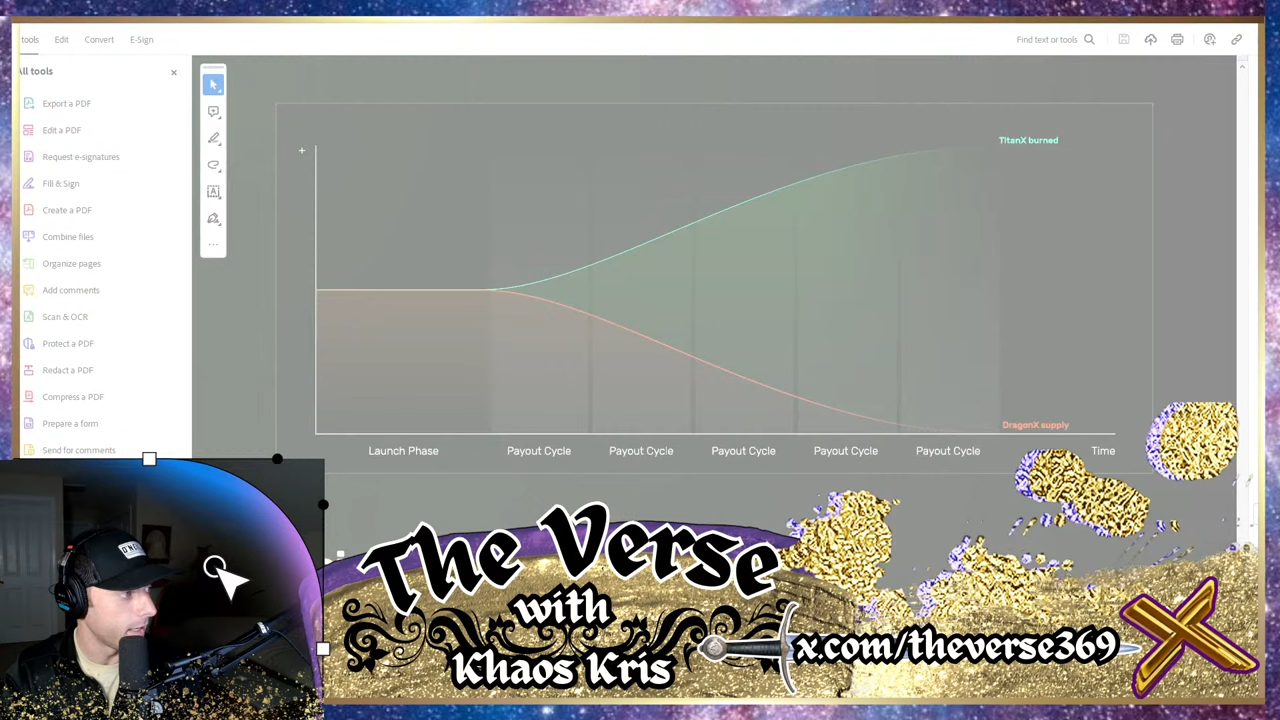 tools Edit Convert E-Sign Find text or tools
All tools
Export a PDF
Edit a PDF
Request e-signatures
Fill & Sign
Create a PDF
Combine files
Organize pages
Add comments
Scan & OCR
Protect a PDF
Redact a PDF
Compress a PDF
Prepare a form
Send for comments
+
TitanX burned
DragonX supply
Launch Phase Payout Cycle Payout Cycle Payout Cycle Payout Cycle Payout Cycle Time
The Verse
with
Khaos Kris
x.com/theverse369
X